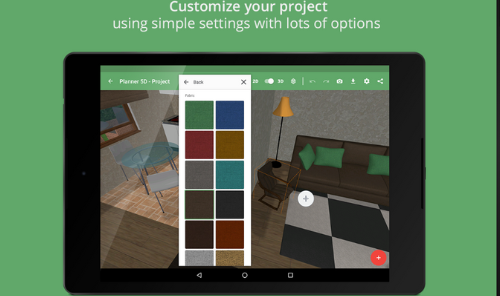 Customize your project
using simple settings with lots of options
Planner 5D - Project
Back
2D
3D
Fabric